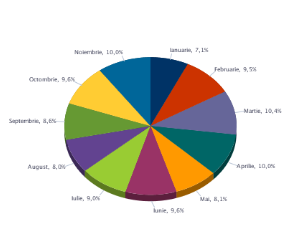 Ianuarie, 7,1%
Februarie, 9,5%
Martie, 10,4%
Aprilie, 10,0%
Mai, 8,1%
Iunie, 9,6%
Iulie, 9,0%
August, 8,0%
Septembrie, 8,8%
Octombrie, 9,6%
Noiembrie, 10,0%